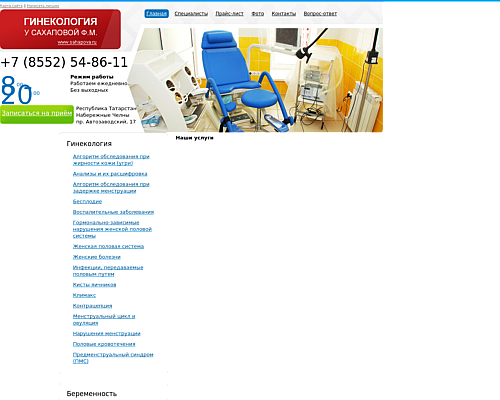 Карта сайта | Написать письмо
ГИНЕКОЛОГИЯ
У САХАПОВОЙ Ф.М.
www.sahapova.ru
Главная
Специалисты
Прайс-лист
Фото
Контакты
Вопрос-ответ
+7 (8552) 54-86-11
8
20
00
Режим работы
Работаем ежедневно
Без выходных
Записаться на приём
Республика Татарстан
Набережные Челны
пр. Автозаводский, 17
Наши услуги
Гинекология
Алгоритм обследования при
жирности кожи (угри)
Анализы и их расшифровка
Алгоритм обследования при
задержке менструации
Бесплодие
Воспалительные заболевания
Гормонально-зависимые
нарушения женской половой
системы
Женская половая система
Женские болезни
Инфекции, передаваемые
половым путем
Кисты яичников
Климакс
Контрацепция
Менструальный цикл и
овуляция
Нарушения менструации
Половые кровотечения
Предменструальный синдром
(ПМС)
Беременность